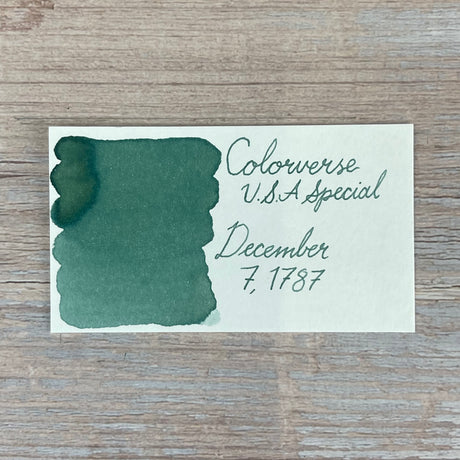 Colorverse
U.S.A Special
December
7, 1787